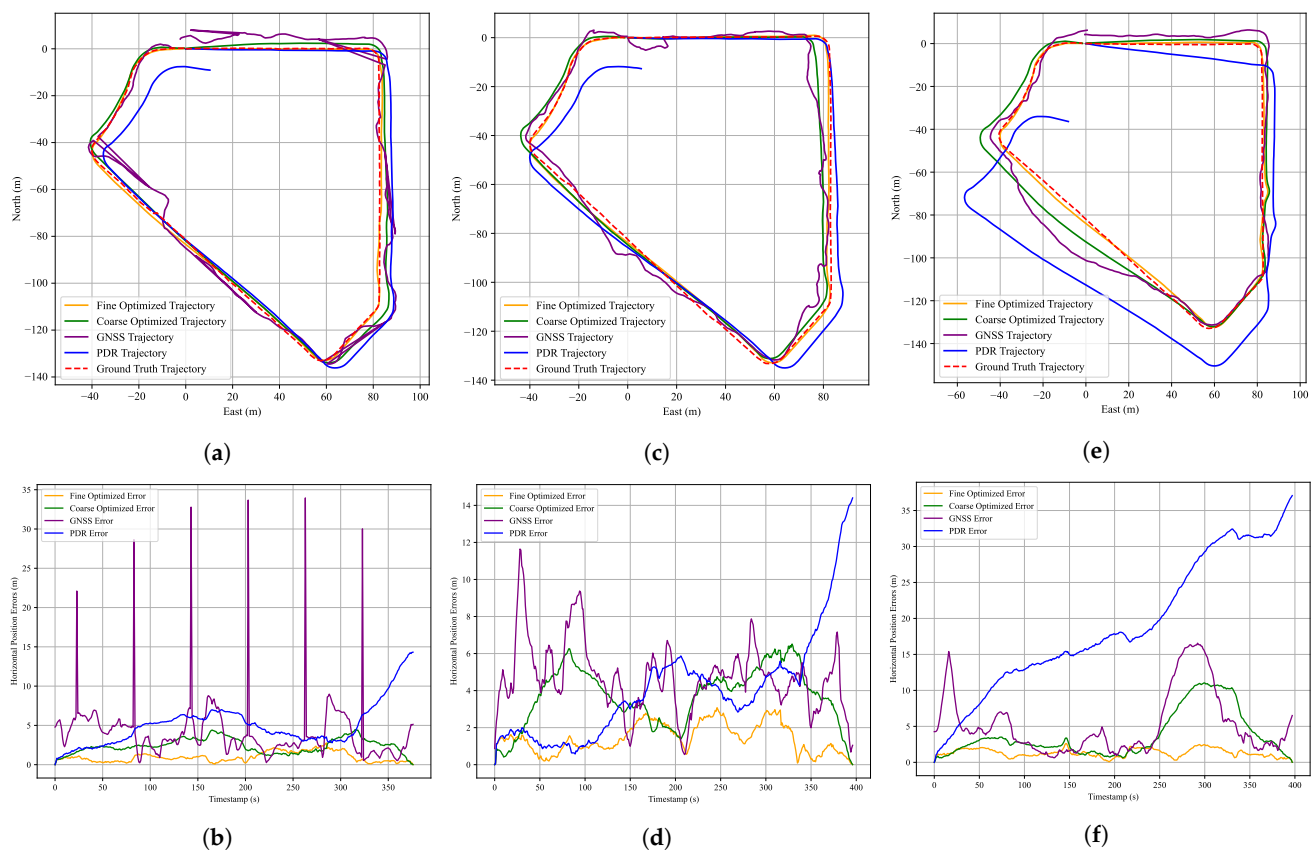 0
−20
−40
−60
−80
−100
−120
−140
North (m)
Fine Optimized Trajectory
Coarse Optimized Trajectory
GNSS Trajectory
PDR Trajectory
Ground Truth Trajectory
−40 −20 0 20 40 60 80 100
East (m)
(a)
0
−20
−40
−60
−80
−100
−120
−140
North (m)
Fine Optimized Trajectory
Coarse Optimized Trajectory
GNSS Trajectory
PDR Trajectory
Ground Truth Trajectory
−40 −20 0 20 40 60 80
East (m)
(c)
0
−20
−40
−60
−80
−100
−120
−140
North (m)
Fine Optimized Trajectory
Coarse Optimized Trajectory
GNSS Trajectory
PDR Trajectory
Ground Truth Trajectory
−60 −40 −20 0 20 40 60 80 100
East (m)
(e)
35
30
25
20
15
10
5
0
Horizontal Position Errors (m)
Fine Optimized Error
Coarse Optimized Error
GNSS Error
PDR Error
0 50 100 150 200 250 300 350
Timestamp (s)
(b)
14
12
10
8
6
4
2
0
Horizontal Position Errors (m)
Fine Optimized Error
Coarse Optimized Error
GNSS Error
PDR Error
0 50 100 150 200 250 300 350 400
Timestamp (s)
(d)
35
30
25
20
15
10
5
0
Horizontal Position Errors (m)
Fine Optimized Error
Coarse Optimized Error
GNSS Error
PDR Error
0 50 100 150 200 250 300 350 400
Timestamp (s)
(f)